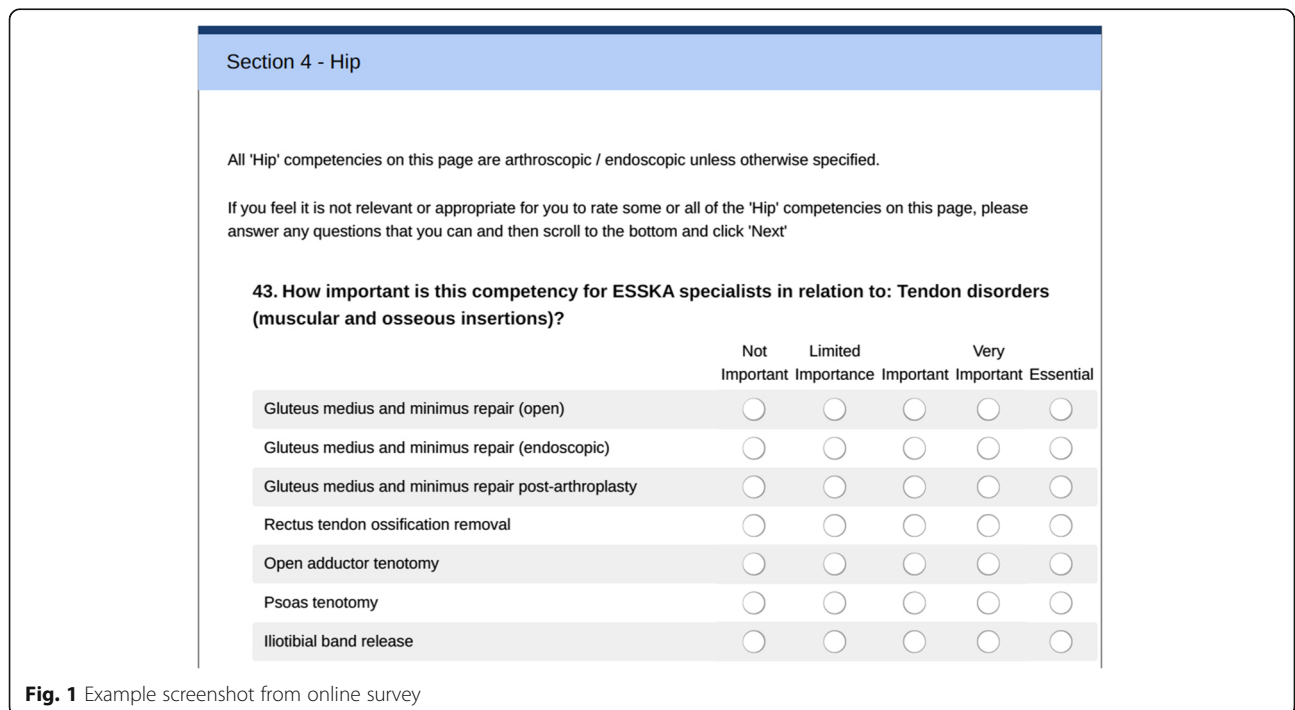 Section 4 - Hip
All 'Hip' competencies on this page are arthroscopic / endoscopic unless otherwise specified.
If you feel it is not relevant or appropriate for you to rate some or all of the 'Hip' competencies on this page, please
answer any questions that you can and then scroll to the bottom and click 'Next'
43. How important is this competency for ESSKA specialists in relation to: Tendon disorders
(muscular and osseous insertions)?
Not Limited Very
Important Importance Important Important Essential
Gluteus medius and minimus repair (open)
Gluteus medius and minimus repair (endoscopic)
Gluteus medius and minimus repair post-arthroplasty
Rectus tendon ossification removal
Open adductor tenotomy
Psoas tenotomy
Iliotibial band release
Fig. 1 Example screenshot from online survey